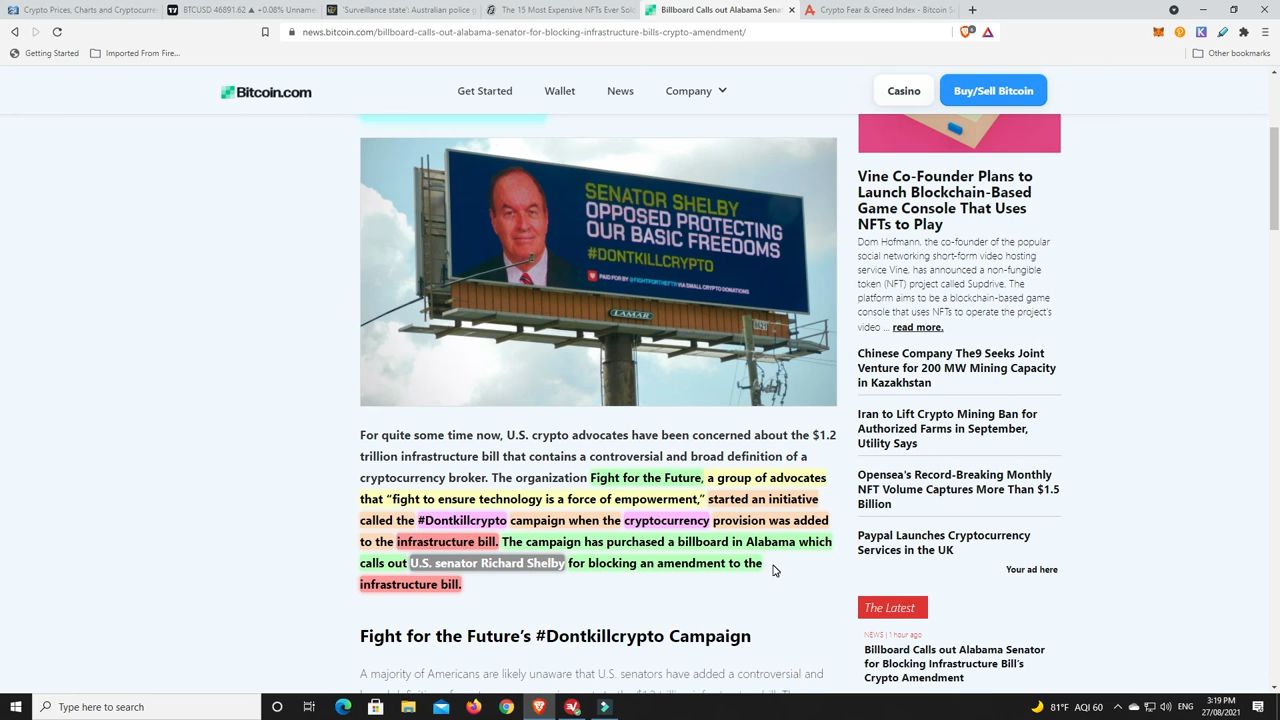 Crypto Prices, Charts and Cryptocurre
BTCUSD 46891.62 ▲ +0.08% Unname
'Surveillance state': Australian police g
The 15 Most Expensive NFTs Ever Sol
Billboard Calls out Alabama Sena
Crypto Fear & Greed Index - Bitcoin S
news.bitcoin.com/billboard-calls-out-alabama-senator-for-blocking-infrastructure-bills-crypto-amendment/
Getting Started
Imported From Fire...
Other bookmarks
Bitcoin.com
Get Started
Wallet
News
Company
Casino
Buy/Sell Bitcoin
SENATOR SHELBY
OPPOSED PROTECTING
OUR BASIC FREEDOMS
#DONTKILLCRYPTO
PAID FOR BY @FIGHTFORTHEFTR VIA SMALL CRYPTO DONATIONS
LAMAR
For quite some time now, U.S. crypto advocates have been concerned about the $1.2
trillion infrastructure bill that contains a controversial and broad definition of a
cryptocurrency broker. The organization Fight for the Future, a group of advocates
that “fight to ensure technology is a force of empowerment,” started an initiative
called the #Dontkillcrypto campaign when the cryptocurrency provision was added
to the infrastructure bill. The campaign has purchased a billboard in Alabama which
calls out U.S. senator Richard Shelby for blocking an amendment to the
infrastructure bill.
Fight for the Future’s #Dontkillcrypto Campaign
A majority of Americans are likely unaware that U.S. senators have added a controversial and
Vine Co-Founder Plans to
Launch Blockchain-Based
Game Console That Uses
NFTs to Play
Dom Hofmann, the co-founder of the popular
social networking short-form video hosting
service Vine, has announced a non-fungible
token (NFT) project called Supdrive. The
platform aims to be a blockchain-based game
console that uses NFTs to operate the project's
video ... read more.
Chinese Company The9 Seeks Joint
Venture for 200 MW Mining Capacity
in Kazakhstan
Iran to Lift Crypto Mining Ban for
Authorized Farms in September,
Utility Says
Opensea's Record-Breaking Monthly
NFT Volume Captures More Than $1.5
Billion
Paypal Launches Cryptocurrency
Services in the UK
Your ad here
The Latest
NEWS | 1 hour ago
Billboard Calls out Alabama Senator
for Blocking Infrastructure Bill's
Crypto Amendment
Type here to search
81°F AQI 60
ENG
3:19 PM
27/08/2021